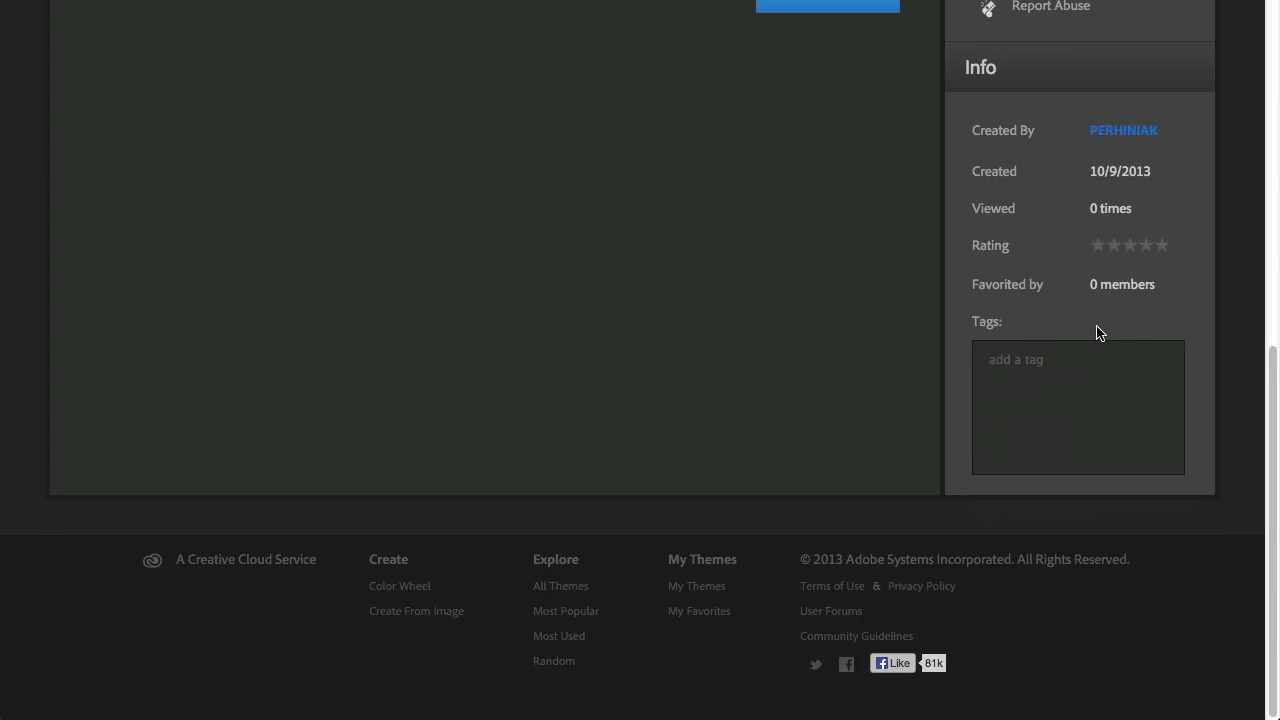 Report Abuse
Info
Created By PERHINIAK
Created 10/9/2013
Viewed 0 times
Rating
Favorited by 0 members
Tags:
add a tag
A Creative Cloud Service
Create
Color Wheel
Create From Image
Explore
All Themes
Most Popular
Most Used
Random
My Themes
My Themes
My Favorites
© 2013 Adobe Systems Incorporated. All Rights Reserved.
Terms of Use & Privacy Policy
User Forums
Community Guidelines
Like 81k